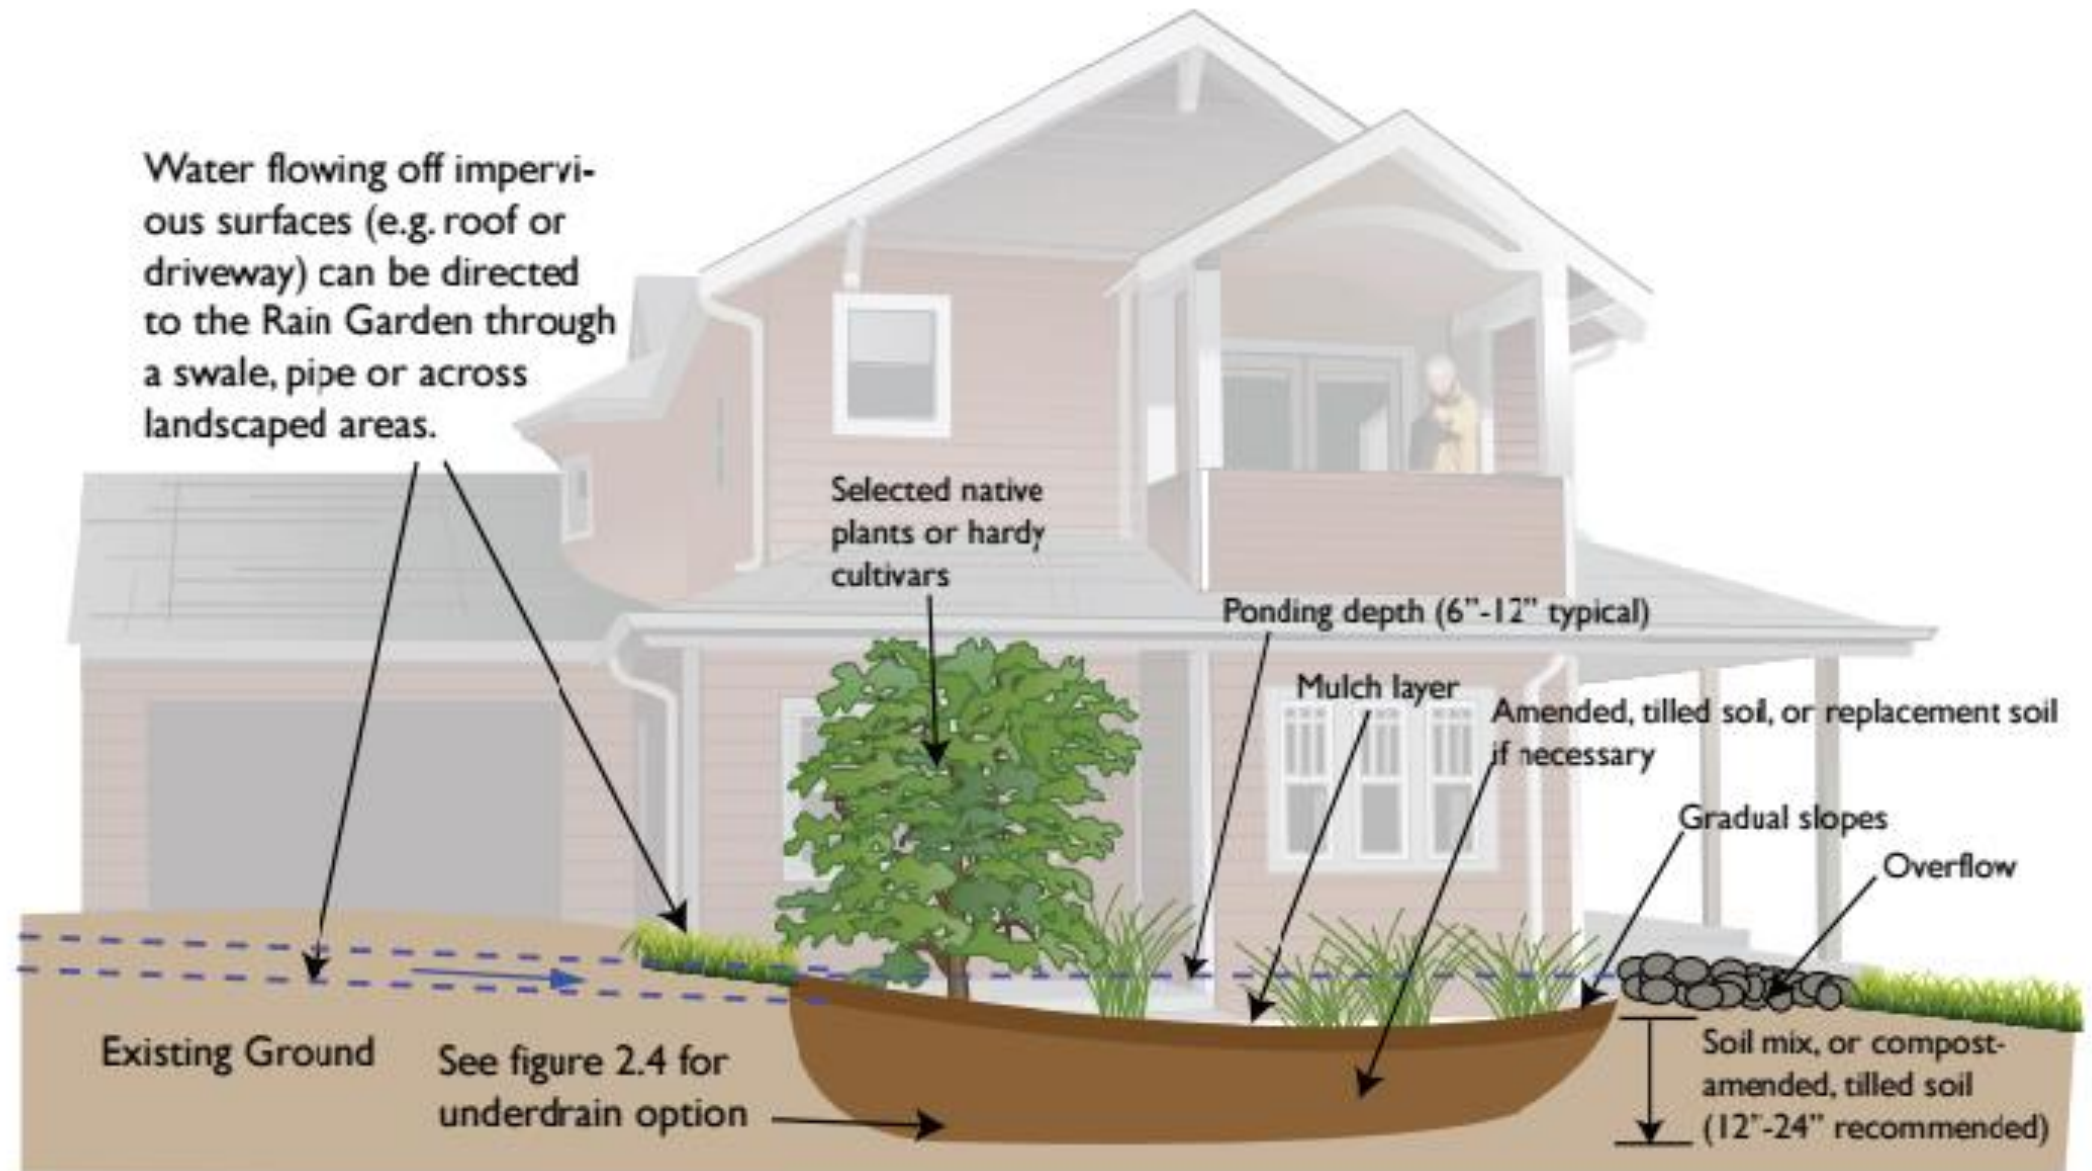 Water flowing off impervi-
ous surfaces (e.g. roof or
driveway) can be directed
to the Rain Garden through
a swale, pipe or across
landscaped areas.
Selected native
plants or hardy
cultivars
Ponding depth (6"-12" typical)
Mulch layer
Amended, tilled soil, or replacement soil
if necessary
Gradual slopes
Overflow
Existing Ground
See figure 2.4 for
underdrain option
Soil mix, or compost-
amended, tilled soil
(12"-24" recommended)